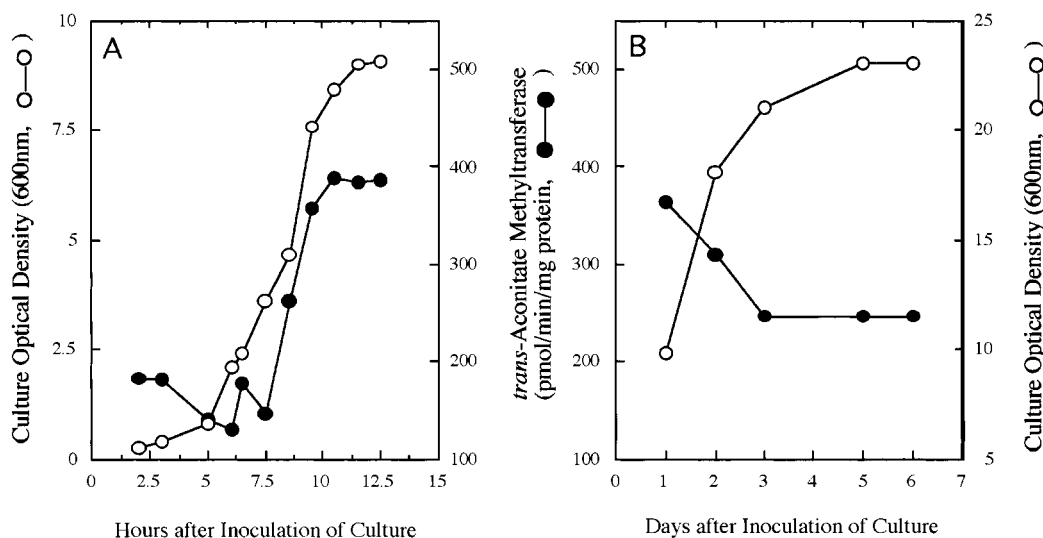 A
Culture Optical Density (600nm, )
10
7.5
5
2.5
0
500
400
300
200
100
0 2.5 5 7.5 10 12.5 15
Hours after Inoculation of Culture
B
trans-Aconitate Methyltransferase
(pmol/min/mg protein, )
500
400
300
200
100
25
20
15
10
5
0 1 2 3 4 5 6 7
Days after Inoculation of Culture
Culture Optical Density (600nm, )